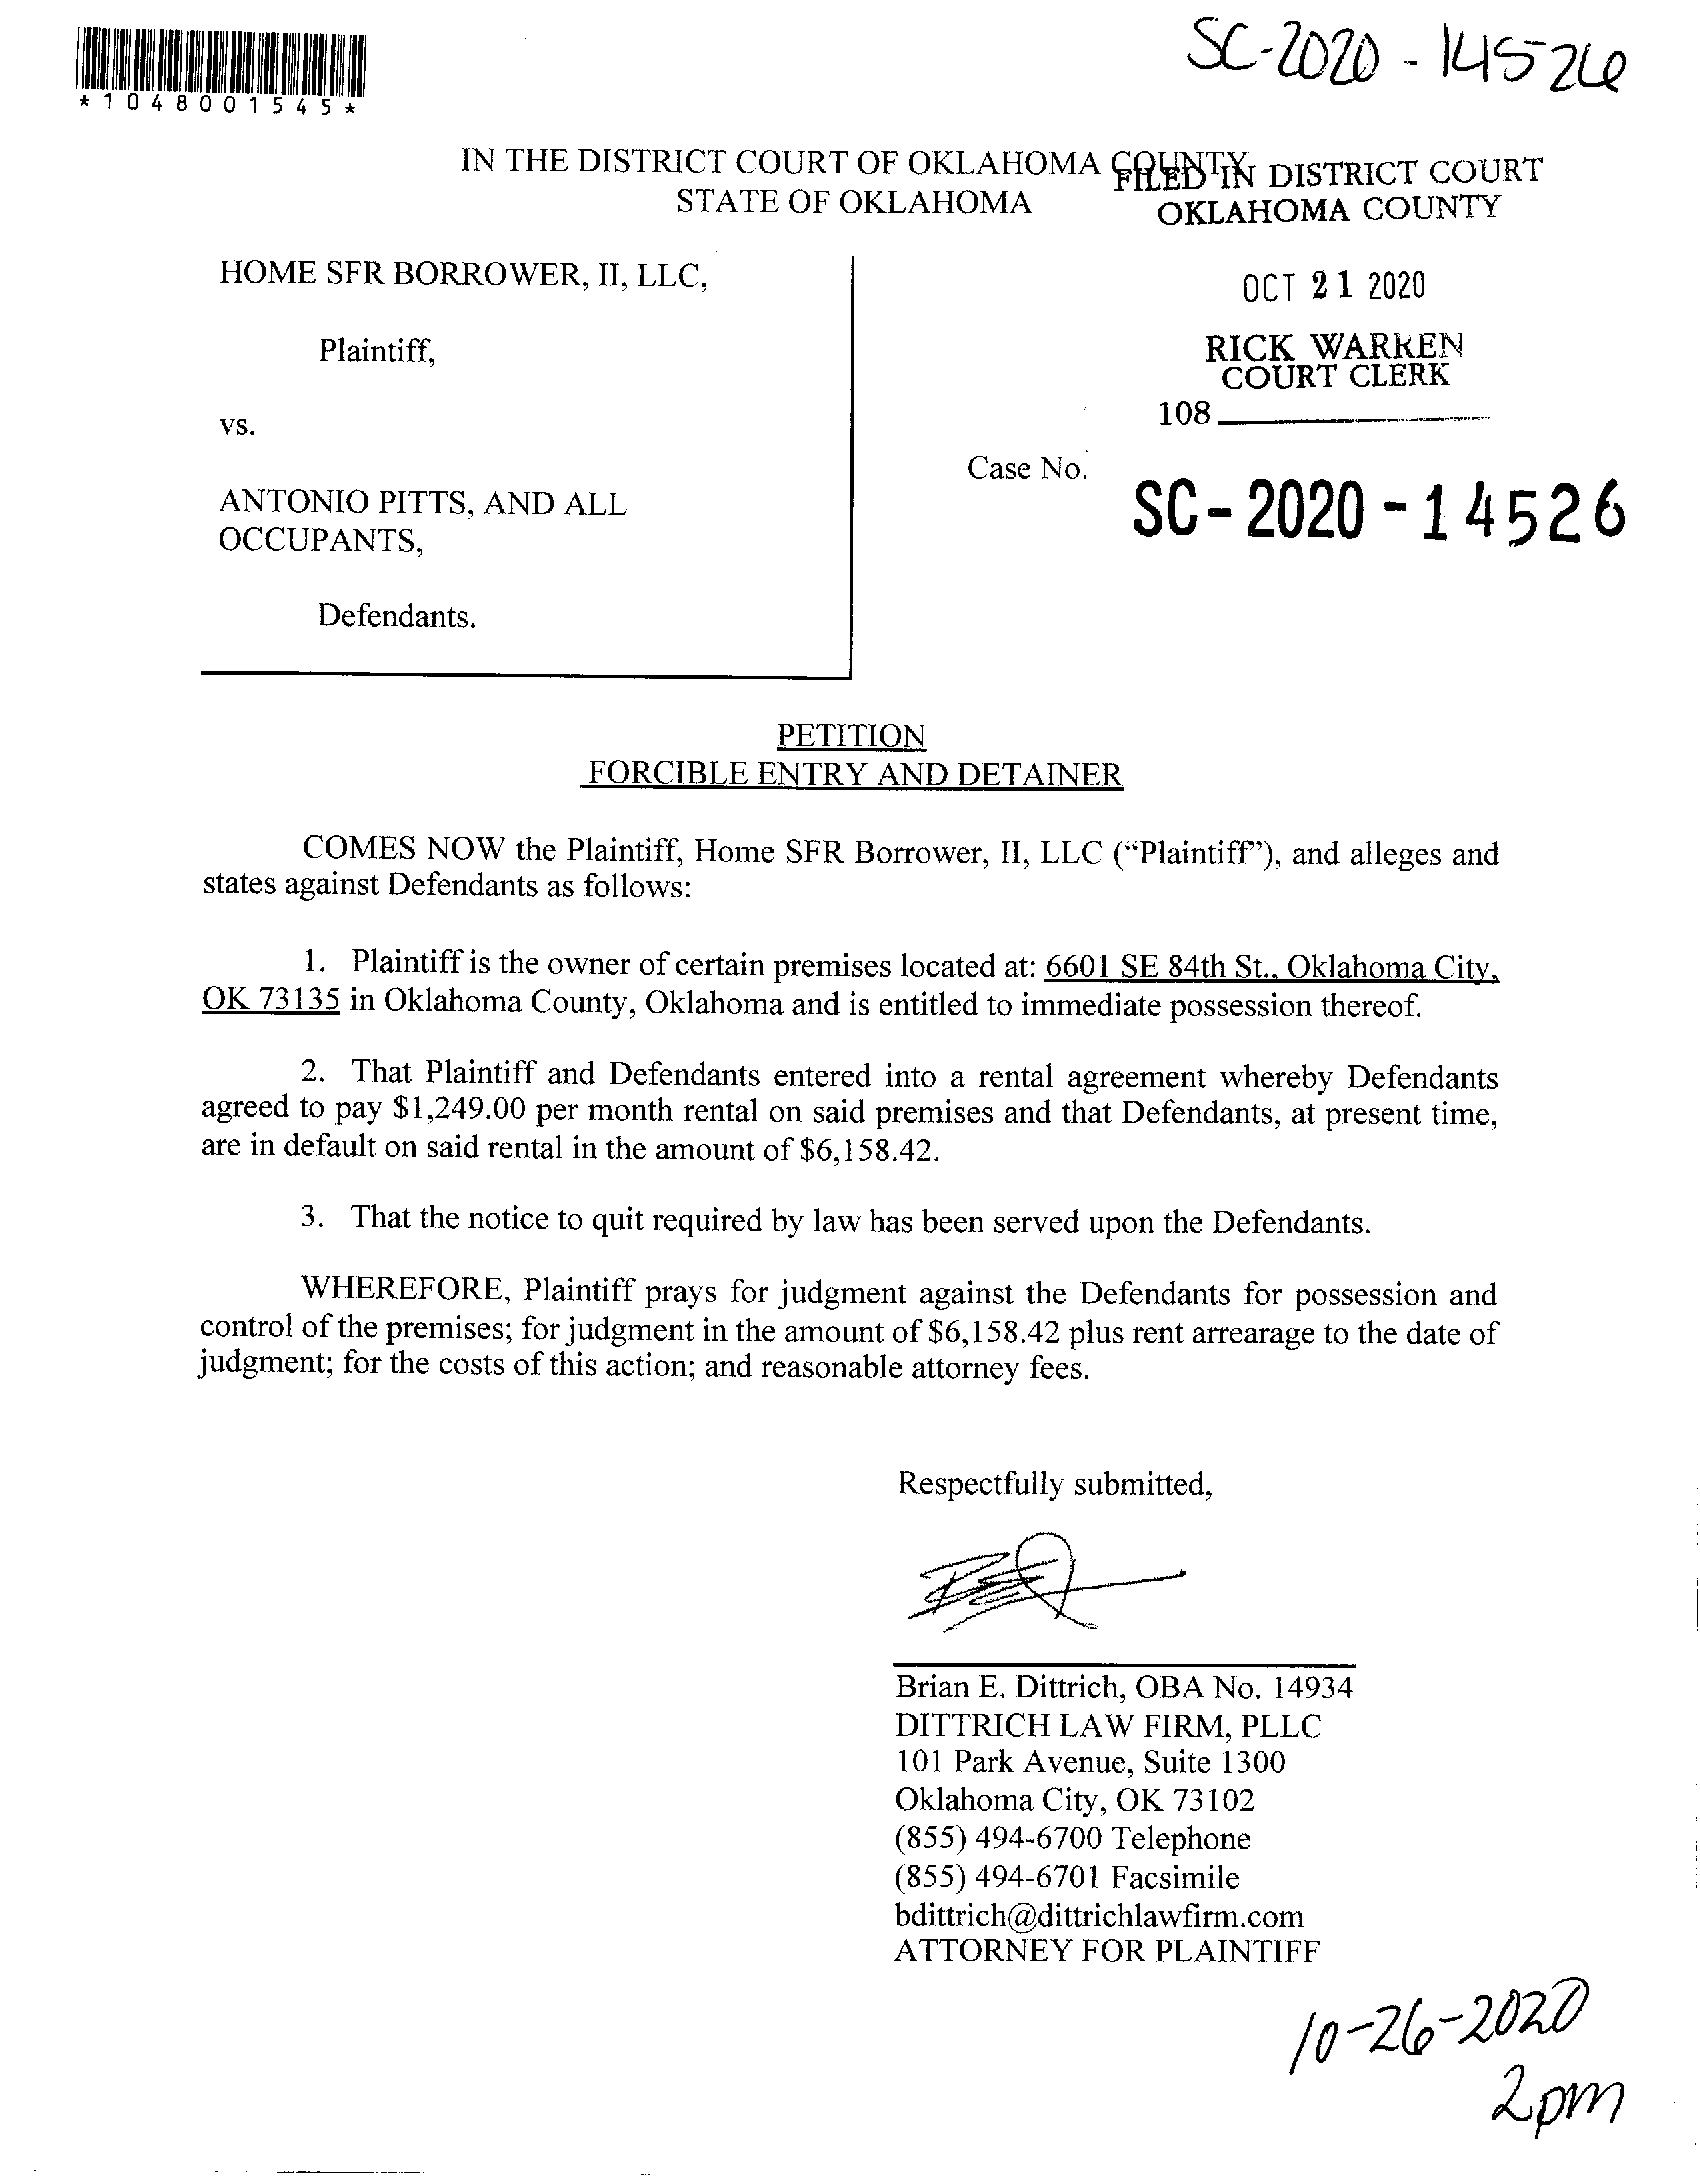 *1048001545*
SC-2020-14526
IN THE DISTRICT COURT OF OKLAHOMA COUNTY
STATE OF OKLAHOMA
FILED IN DISTRICT COURT
OKLAHOMA COUNTY
OCT 21 2020
RICK WARREN
COURT CLERK
108
HOME SFR BORROWER, II, LLC,
Plaintiff,
vs.
ANTONIO PITTS, AND ALL
OCCUPANTS,
Defendants.
Case No.
SC-2020-14526
PETITION
FORCIBLE ENTRY AND DETAINER
COMES NOW the Plaintiff, Home SFR Borrower, II, LLC (“Plaintiff”), and alleges and
states against Defendants as follows:
1. Plaintiff is the owner of certain premises located at: 6601 SE 84th St., Oklahoma City,
OK 73135 in Oklahoma County, Oklahoma and is entitled to immediate possession thereof.
2. That Plaintiff and Defendants entered into a rental agreement whereby Defendants
agreed to pay $1,249.00 per month rental on said premises and that Defendants, at present time,
are in default on said rental in the amount of $6,158.42.
3. That the notice to quit required by law has been served upon the Defendants.
WHEREFORE, Plaintiff prays for judgment against the Defendants for possession and
control of the premises; for judgment in the amount of $6,158.42 plus rent arrearage to the date of
judgment; for the costs of this action; and reasonable attorney fees.
Respectfully submitted,
Brian E. Dittrich, OBA No. 14934
DITTRICH LAW FIRM, PLLC
101 Park Avenue, Suite 1300
Oklahoma City, OK 73102
(855) 494-6700 Telephone
(855) 494-6701 Facsimile
bdittrich@dittrichlawfirm.com
ATTORNEY FOR PLAINTIFF
10-26-2020
2pm